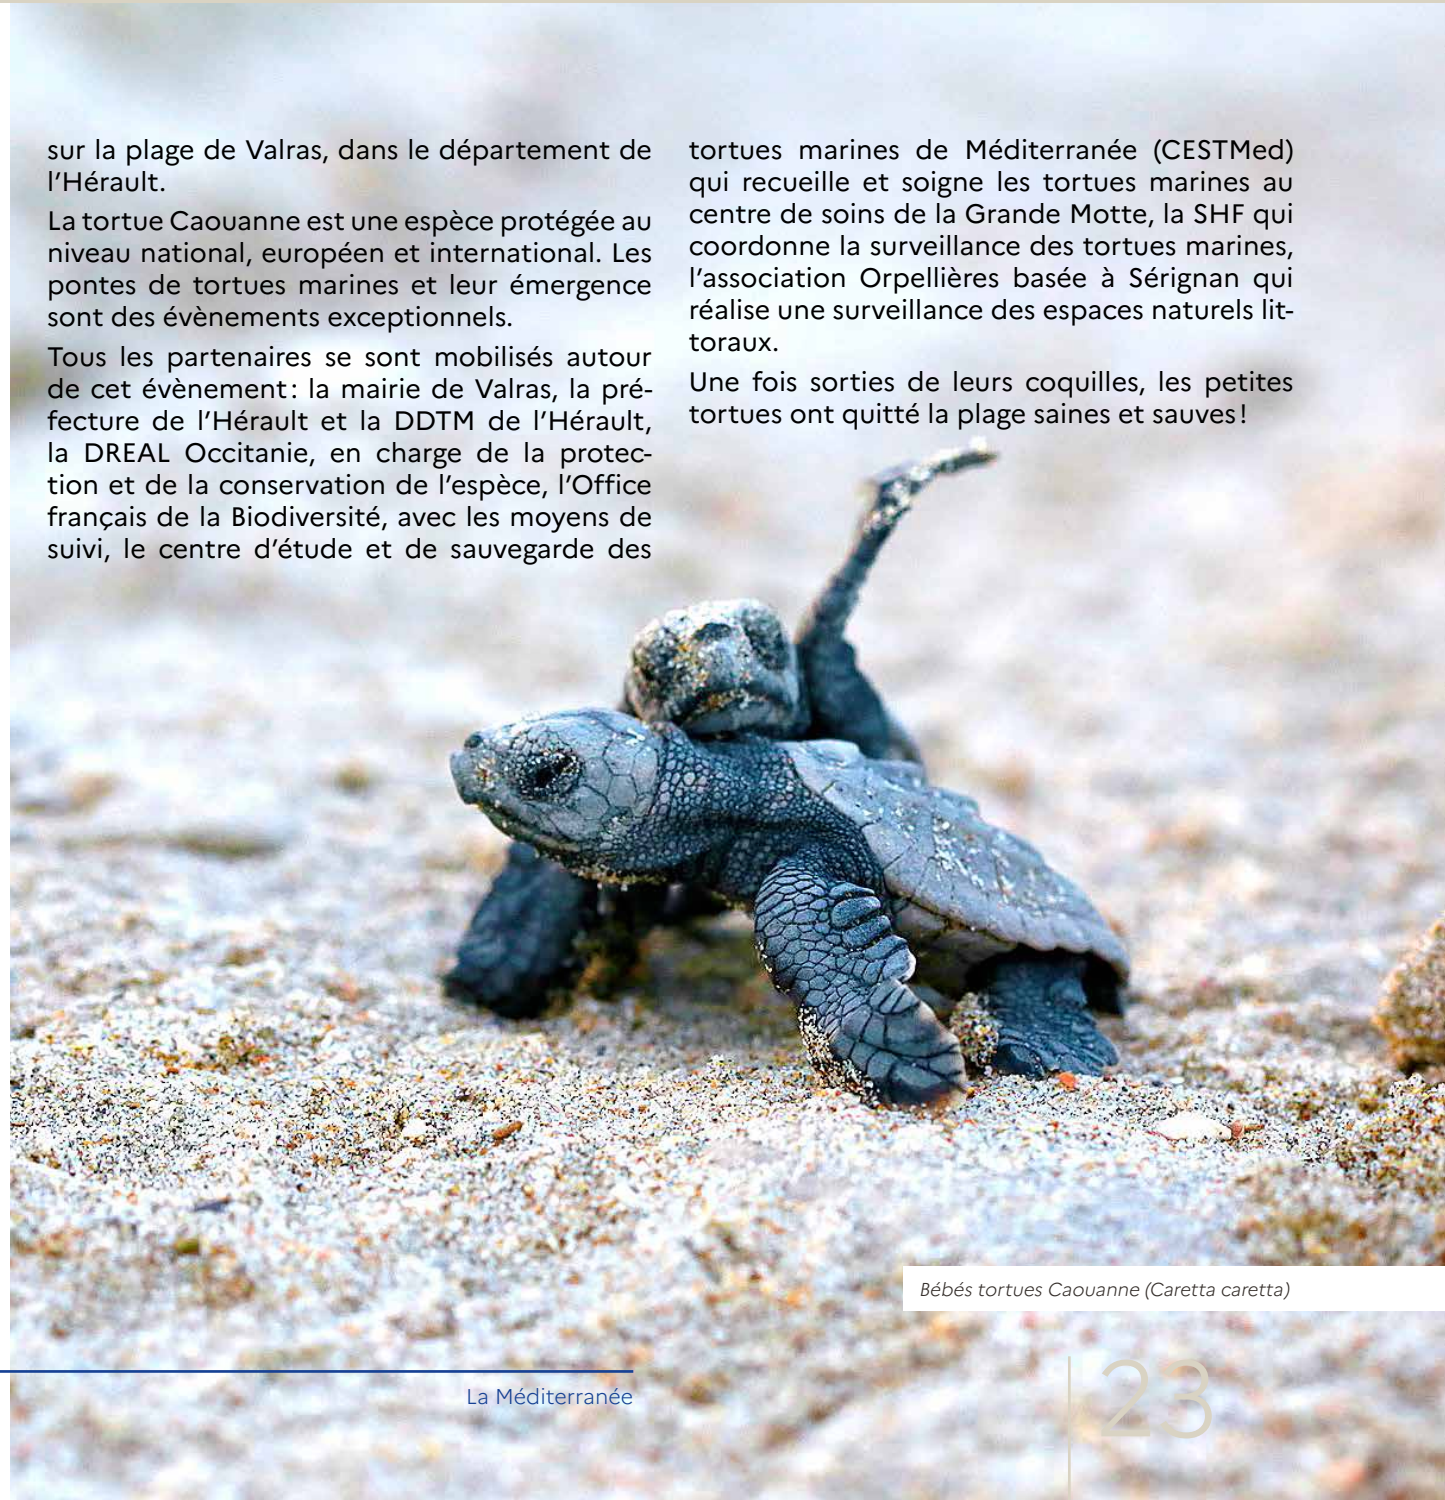 sur la plage de Valras, dans le département de
l'Hérault.
La tortue Caouanne est une espèce protégée au
niveau national, européen et international. Les
pontes de tortues marines et leur émergence
sont des évènements exceptionnels.
Tous les partenaires se sont mobilisés autour
de cet évènement : la mairie de Valras, la pré-
fecture de l'Hérault et la DDTM de l'Hérault,
la DREAL Occitanie, en charge de la protec-
tion et de la conservation de l'espèce, l'Office
français de la Biodiversité, avec les moyens de
suivi, le centre d'étude et de sauvegarde des
tortues marines de Méditerranée (CESTMed)
qui recueille et soigne les tortues marines au
centre de soins de la Grande Motte, la SHF qui
coordonne la surveillance des tortues marines,
l'association Orpellières basée à Sérignan qui
réalise une surveillance des espaces naturels lit-
toraux.
Une fois sorties de leurs coquilles, les petites
tortues ont quitté la plage saines et sauves !
Bébés tortues Caouanne (Caretta caretta)
La Méditerranée
23